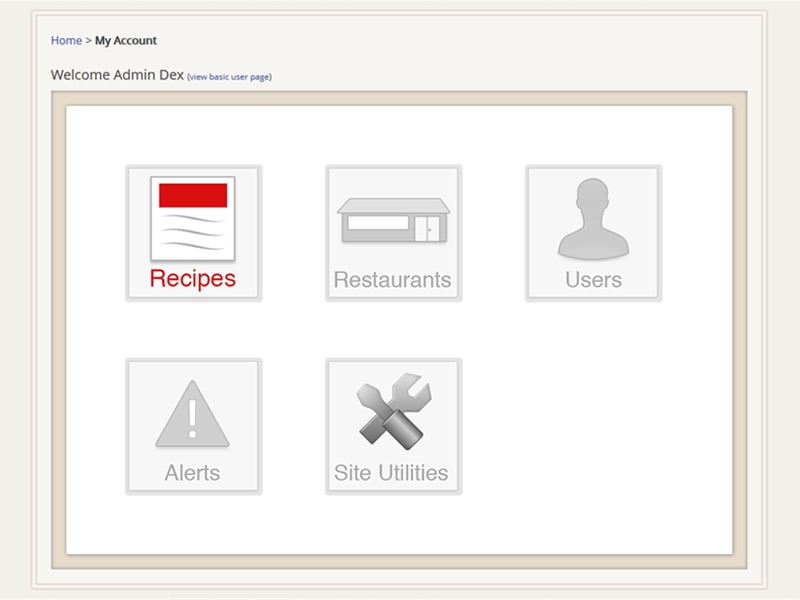 Home > My Account
Welcome Admin Dex (view basic user page)
Recipes
Restaurants
Users
Alerts
Site Utilities